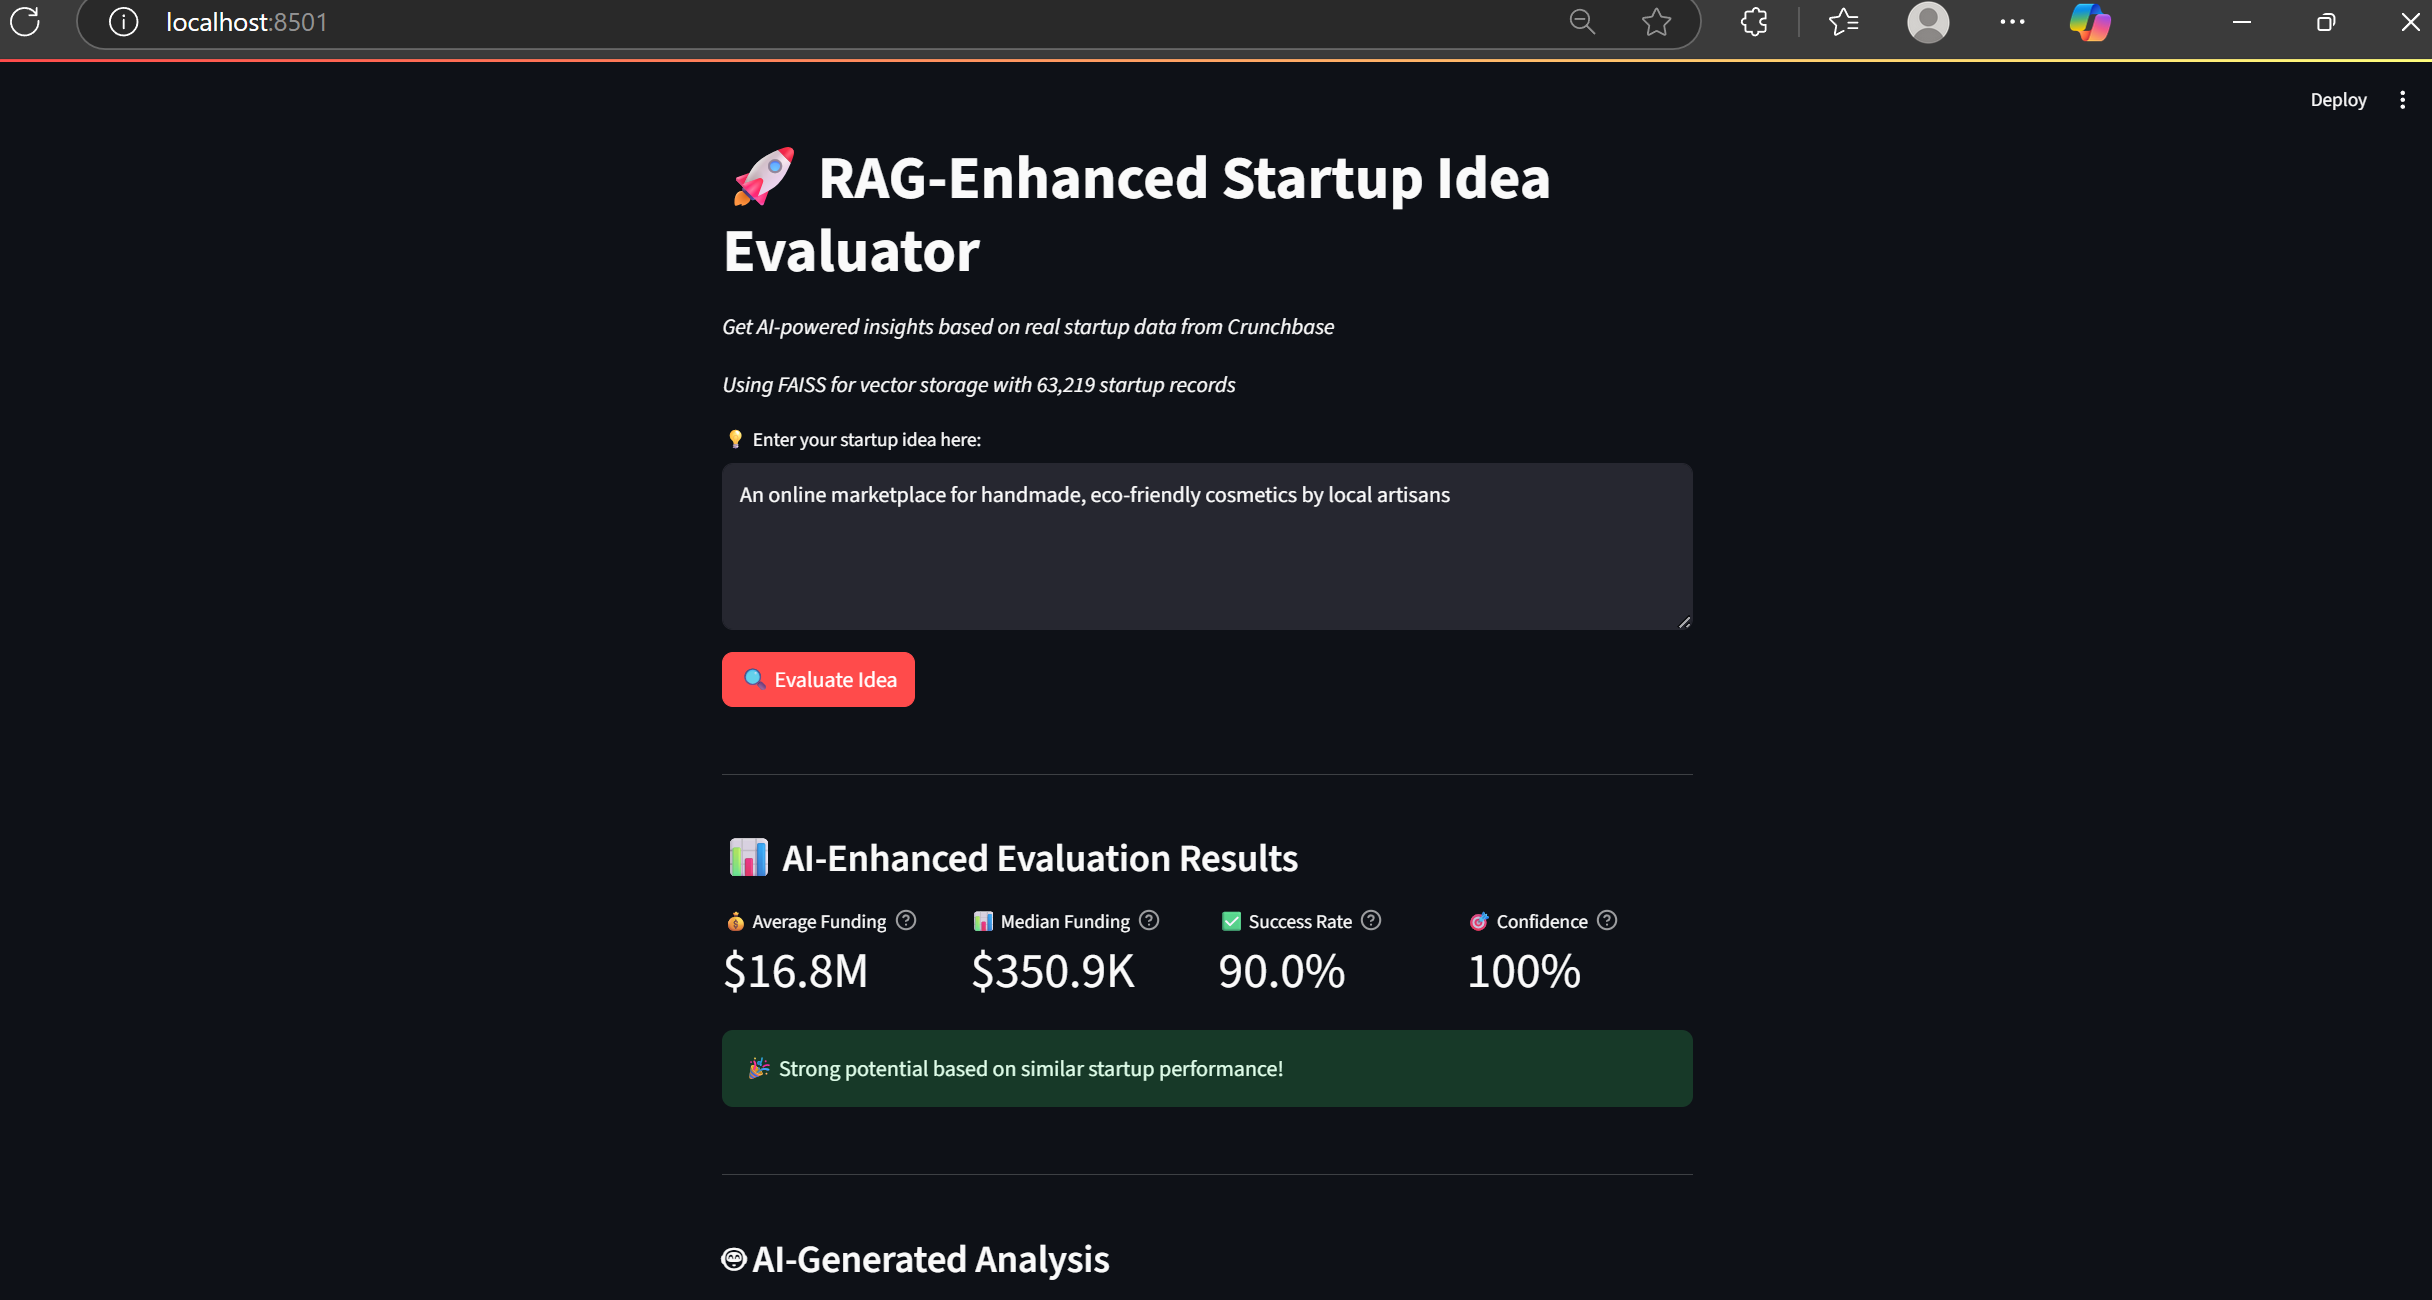 localhost:8501
Deploy
RAG-Enhanced Startup Idea
Evaluator
Get AI-powered insights based on real startup data from Crunchbase
Using FAISS for vector storage with 63,219 startup records
Enter your startup idea here:
An online marketplace for handmade, eco-friendly cosmetics by local artisans
Evaluate Idea
AI-Enhanced Evaluation Results
Average Funding Median Funding Success Rate Confidence
$16.8M $350.9K 90.0% 100%
Strong potential based on similar startup performance!
AI-Generated Analysis